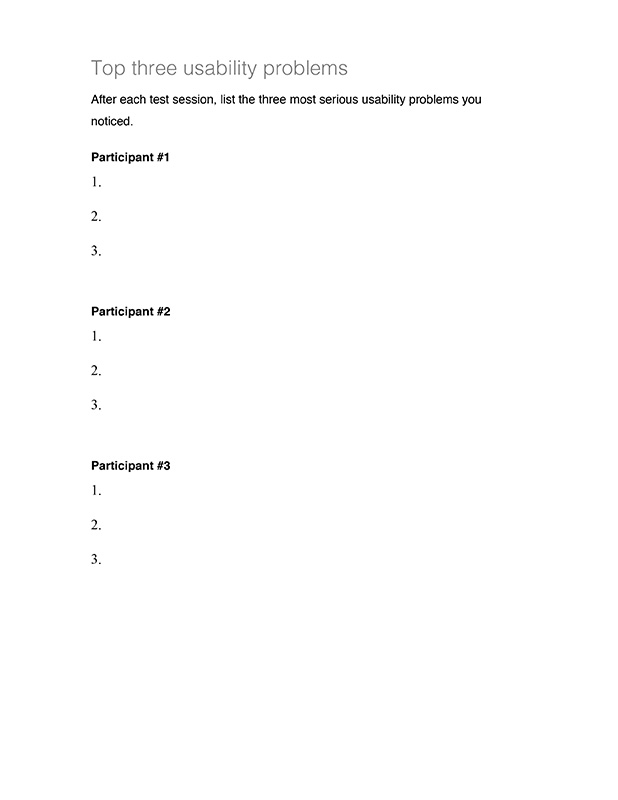 Top three usability problems
After each test session, list the three most serious usability problems you
noticed.
Participant #1
1.
2.
3.
Participant #2
1.
2.
3.
Participant #3
1.
2.
3.